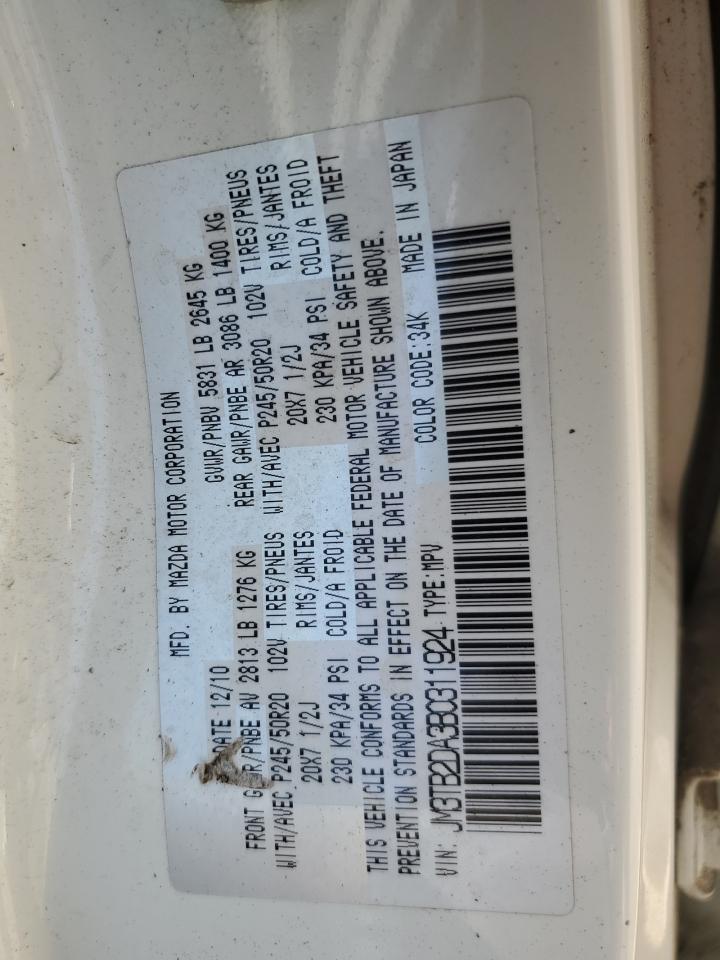 MFD. BY MAZDA MOTOR CORPORATION
DATE 12/10 GVWR/PNBV 5831 LB 2645 KG
FRONT /PNBE AV 2813 LB 1276 KG REAR GAWR/PNBE AR 3086 LB 1400 KG
WITH/AVEC P245/50R20 102V TIRES/PNEUS WITH/AVEC P245/50R20 102V TIRES/PNEUS
20X7 1/2J RIMS/JANTES 20X7 1/2J RIMS/JANTES
230 KPA/34 PSI COLD/A FROID 230 KPA/34 PSI COLD/A FROID
THIS VEHICLE CONFORMS TO ALL APPLICABLE FEDERAL MOTOR VEHICLE SAFETY AND THEFT
PREVENTION STANDARDS IN EFFECT ON THE DATE OF MANUFACTURE SHOWN ABOVE.
COLOR CODE:34K MADE IN JAPAN
VIN: JM3TB2DA3B0311924 TYPE:MPV